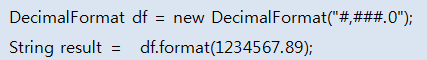 DecimalFormat df = new DecimalFormat("#,###.0");
String result =  df.format(1234567.89);